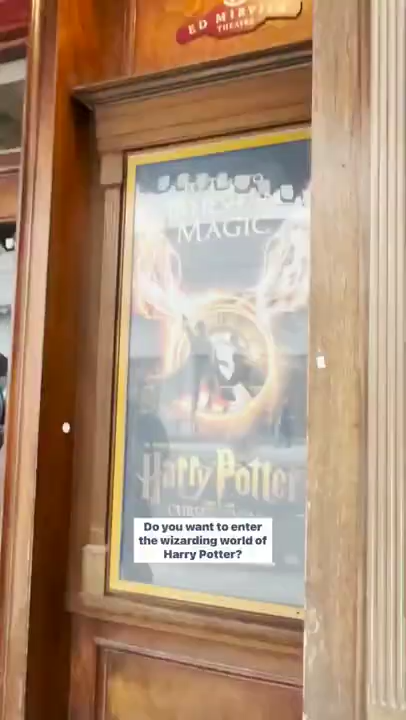 ED MIRVISH
THEATRE
MAGIC
Harry Potter
Do you want to enter
the wizarding world of
Harry Potter?